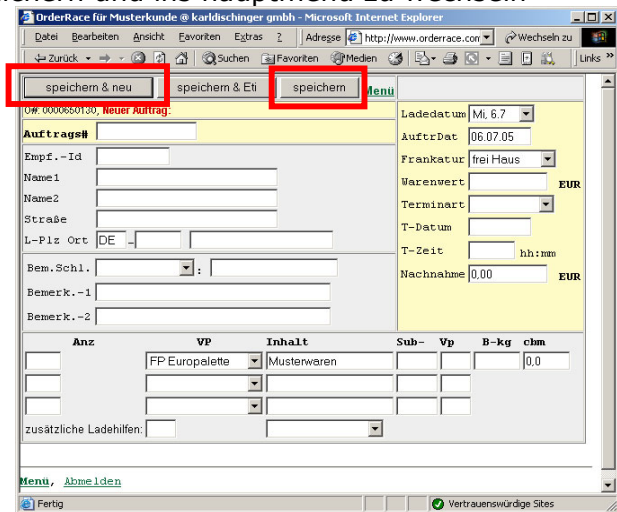 ins Hauptmenü zu wechseln
OrderRace für Musterkunde @ karldischinger gmbh - Microsoft Internet Explorer
Datei Bearbeiten Ansicht Favoriten Extras ? Adresse http://www.orderrace.con Wechseln zu
Zurück Suchen Favoriten Medien Links »
speichern & neu speichern & Eti speichern Menü
O#: 0000650130, Neuer Auftrag:
Auftrags#
Empf.-Id
Name1
Name2
Straße
L-Plz Ort DE -
Bem.Schl. :
Bemerk.-1
Bemerk.-2
Ladedatum Mi, 6.7
AuftrDat 06.07.05
Frankatur frei Haus
Warenwert EUR
Terminart
T-Datum
T-Zeit hh:mm
Nachnahme 0,00 EUR
Anz VP Inhalt Sub- Vp B-kg cbm
FP Europalette Musterwaren 0,0
zusätzliche Ladehilfen:
Menü, Abmelden
Fertig Vertrauenswürdige Sites